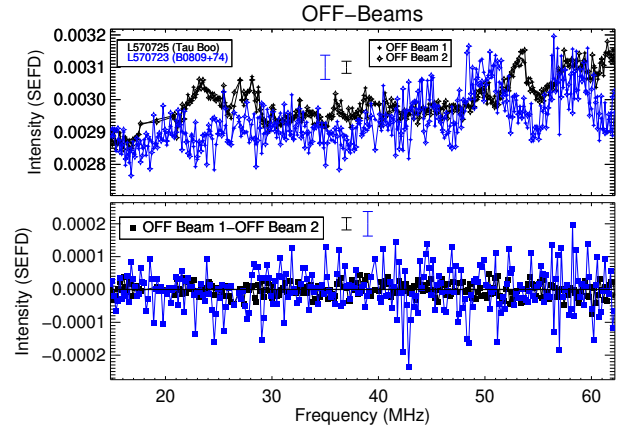 OFF−Beams
0.0032
0.0031
0.0030
0.0029
0.0028
Intensity (SEFD)
L570725 (Tau Boo)
L570723 (B0809+74)
OFF Beam 1
OFF Beam 2
0.0002
0.0001
0.0000
−0.0001
−0.0002
Intensity (SEFD)
OFF Beam 1−OFF Beam 2
20 30 40 50 60
Frequency (MHz)